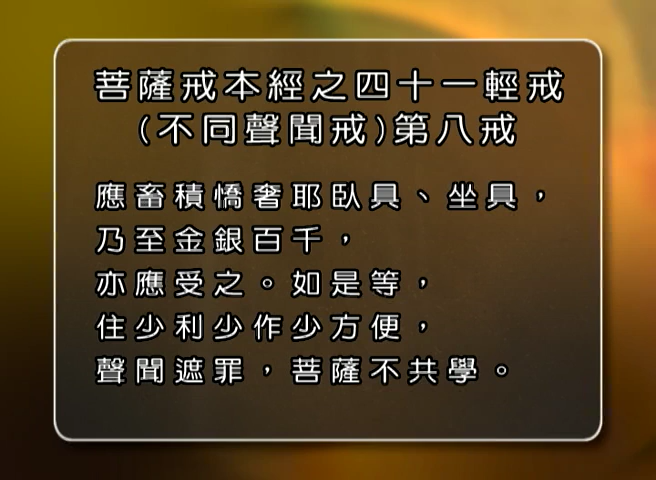 菩薩戒本經之四十一輕戒
(不同聲聞戒)第八戒
應畜積憍奢耶臥具、坐具，
乃至金銀百千，
亦應受之。如是等，
住少利少作少方便，
聲聞遮罪，菩薩不共學。